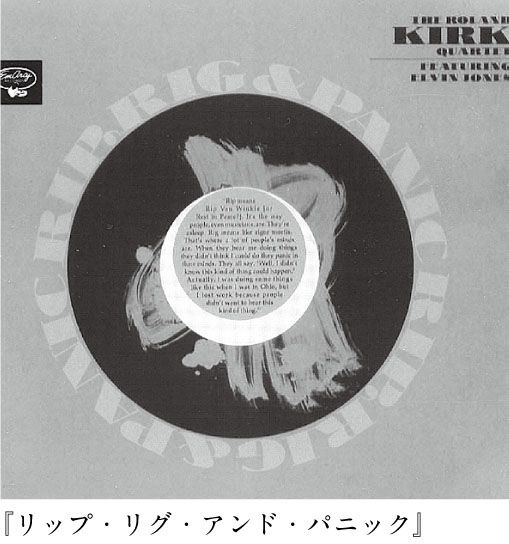 THE ROLAND
KIRK
QUARTET
FEATURING
ELVIN JONES
EmArcy
RIP, RIG & PANIC RIP, RIG & PANIC
"Rip means
Rip Van Winkle [or
Rest in Peace?]. It's the way
people, even musicians, are. They're
asleep. Rig means like rigor mortis.
That's where a lot of people's minds
are. When they hear me doing things
they didn't think I could do they panic in
their minds. They all say, 'Well, I didn't
know this kind of thing could happen.'
Actually, I was doing some things
like this when I was in Ohio, but
I lost work because people
didn't want to hear this
kind of thing."
『リップ・リグ・アンド・パニック』